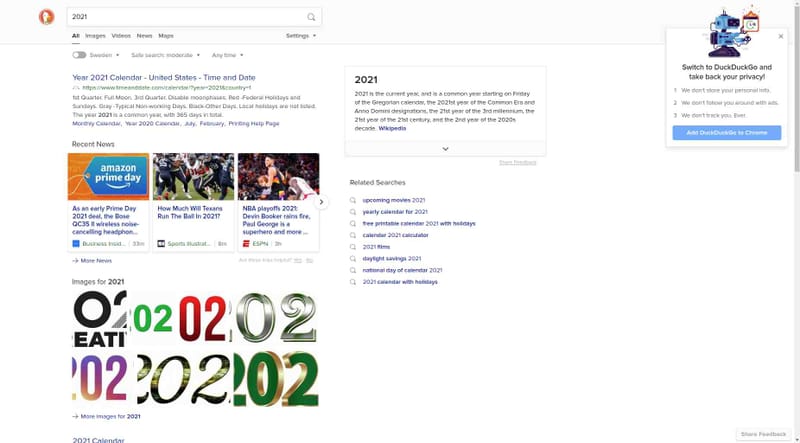 2021
All Images Videos News Maps Settings
Sweden Safe search: moderate Any time
Year 2021 Calendar - United States - Time and Date
https://www.timeanddate.com/calendar/?year=2021&country=1
1st Quarter. Full Moon. 3rd Quarter. Disable moonphases. Red-Federal Holidays and
Sundays. Gray-Typical Non-working Days. Black-Other Days. Local holidays are not listed.
The year 2021 is a common year, with 365 days in total.
Monthly Calendar, Year 2020 Calendar, July, February, Printing Help Page
Recent News
amazon
prime day
As an early Prime Day
2021 deal, the Bose
QC35 II wireless noise-
cancelling headphon...
Business Insid... 33m
How Much Will Texans
Run The Ball In 2021?
Sports Illustrat... 8m
NBA playoffs 2021:
Devin Booker rains fire,
Paul George is a
superhero and more ...
ESPN 3h
More News
Are these links helpful? Yes No
Images for 2021
02
EATI
02 02
202
202
202
202
More Images for 2021
2021 Calendar
2021
2021 is the current year, and is a common year starting on Friday
of the Gregorian calendar, the 2021st year of the Common Era and
Anno Domini designations, the 21st year of the 3rd millennium, the
21st year of the 21st century, and the 2nd year of the 2020s
decade. Wikipedia
Share Feedback
Related Searches
upcoming movies 2021
yearly calendar for 2021
free printable calendar 2021 with holidays
calendar 2021 calculator
2021 films
daylight savings 2021
national day of calendar 2021
2021 calendar with holidays
Switch to DuckDuckGo and
take back your privacy!
1 We don't store your personal info.
2 We don't follow you around with ads.
3 We don't track you. Ever.
Add DuckDuckGo to Chrome
Share Feedback